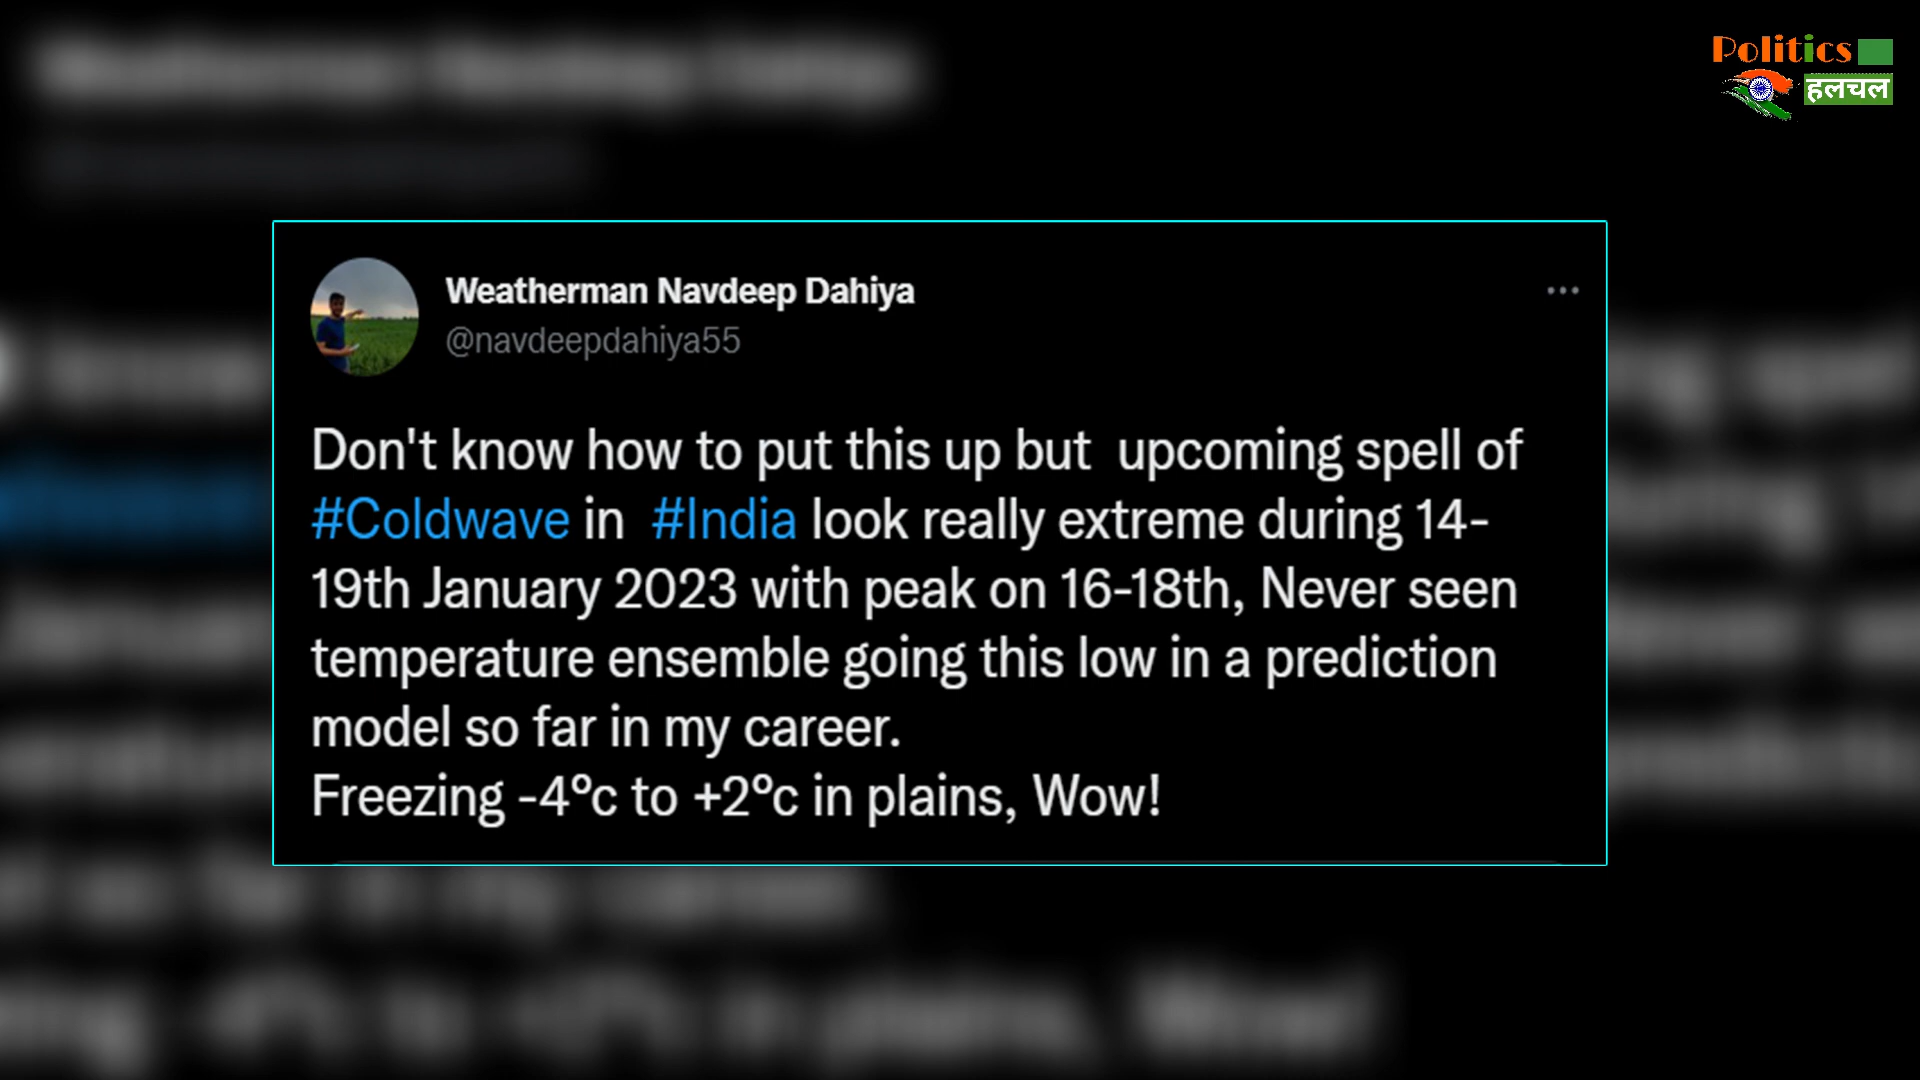 Politics
हलचल
Weatherman Navdeep Dahiya
@navdeepdahiya55
Don't know how to put this up but upcoming spell of
#Coldwave in #India look really extreme during 14-
19th January 2023 with peak on 16-18th, Never seen
temperature ensemble going this low in a prediction
model so far in my career.
Freezing -4°c to +2°c in plains, Wow!